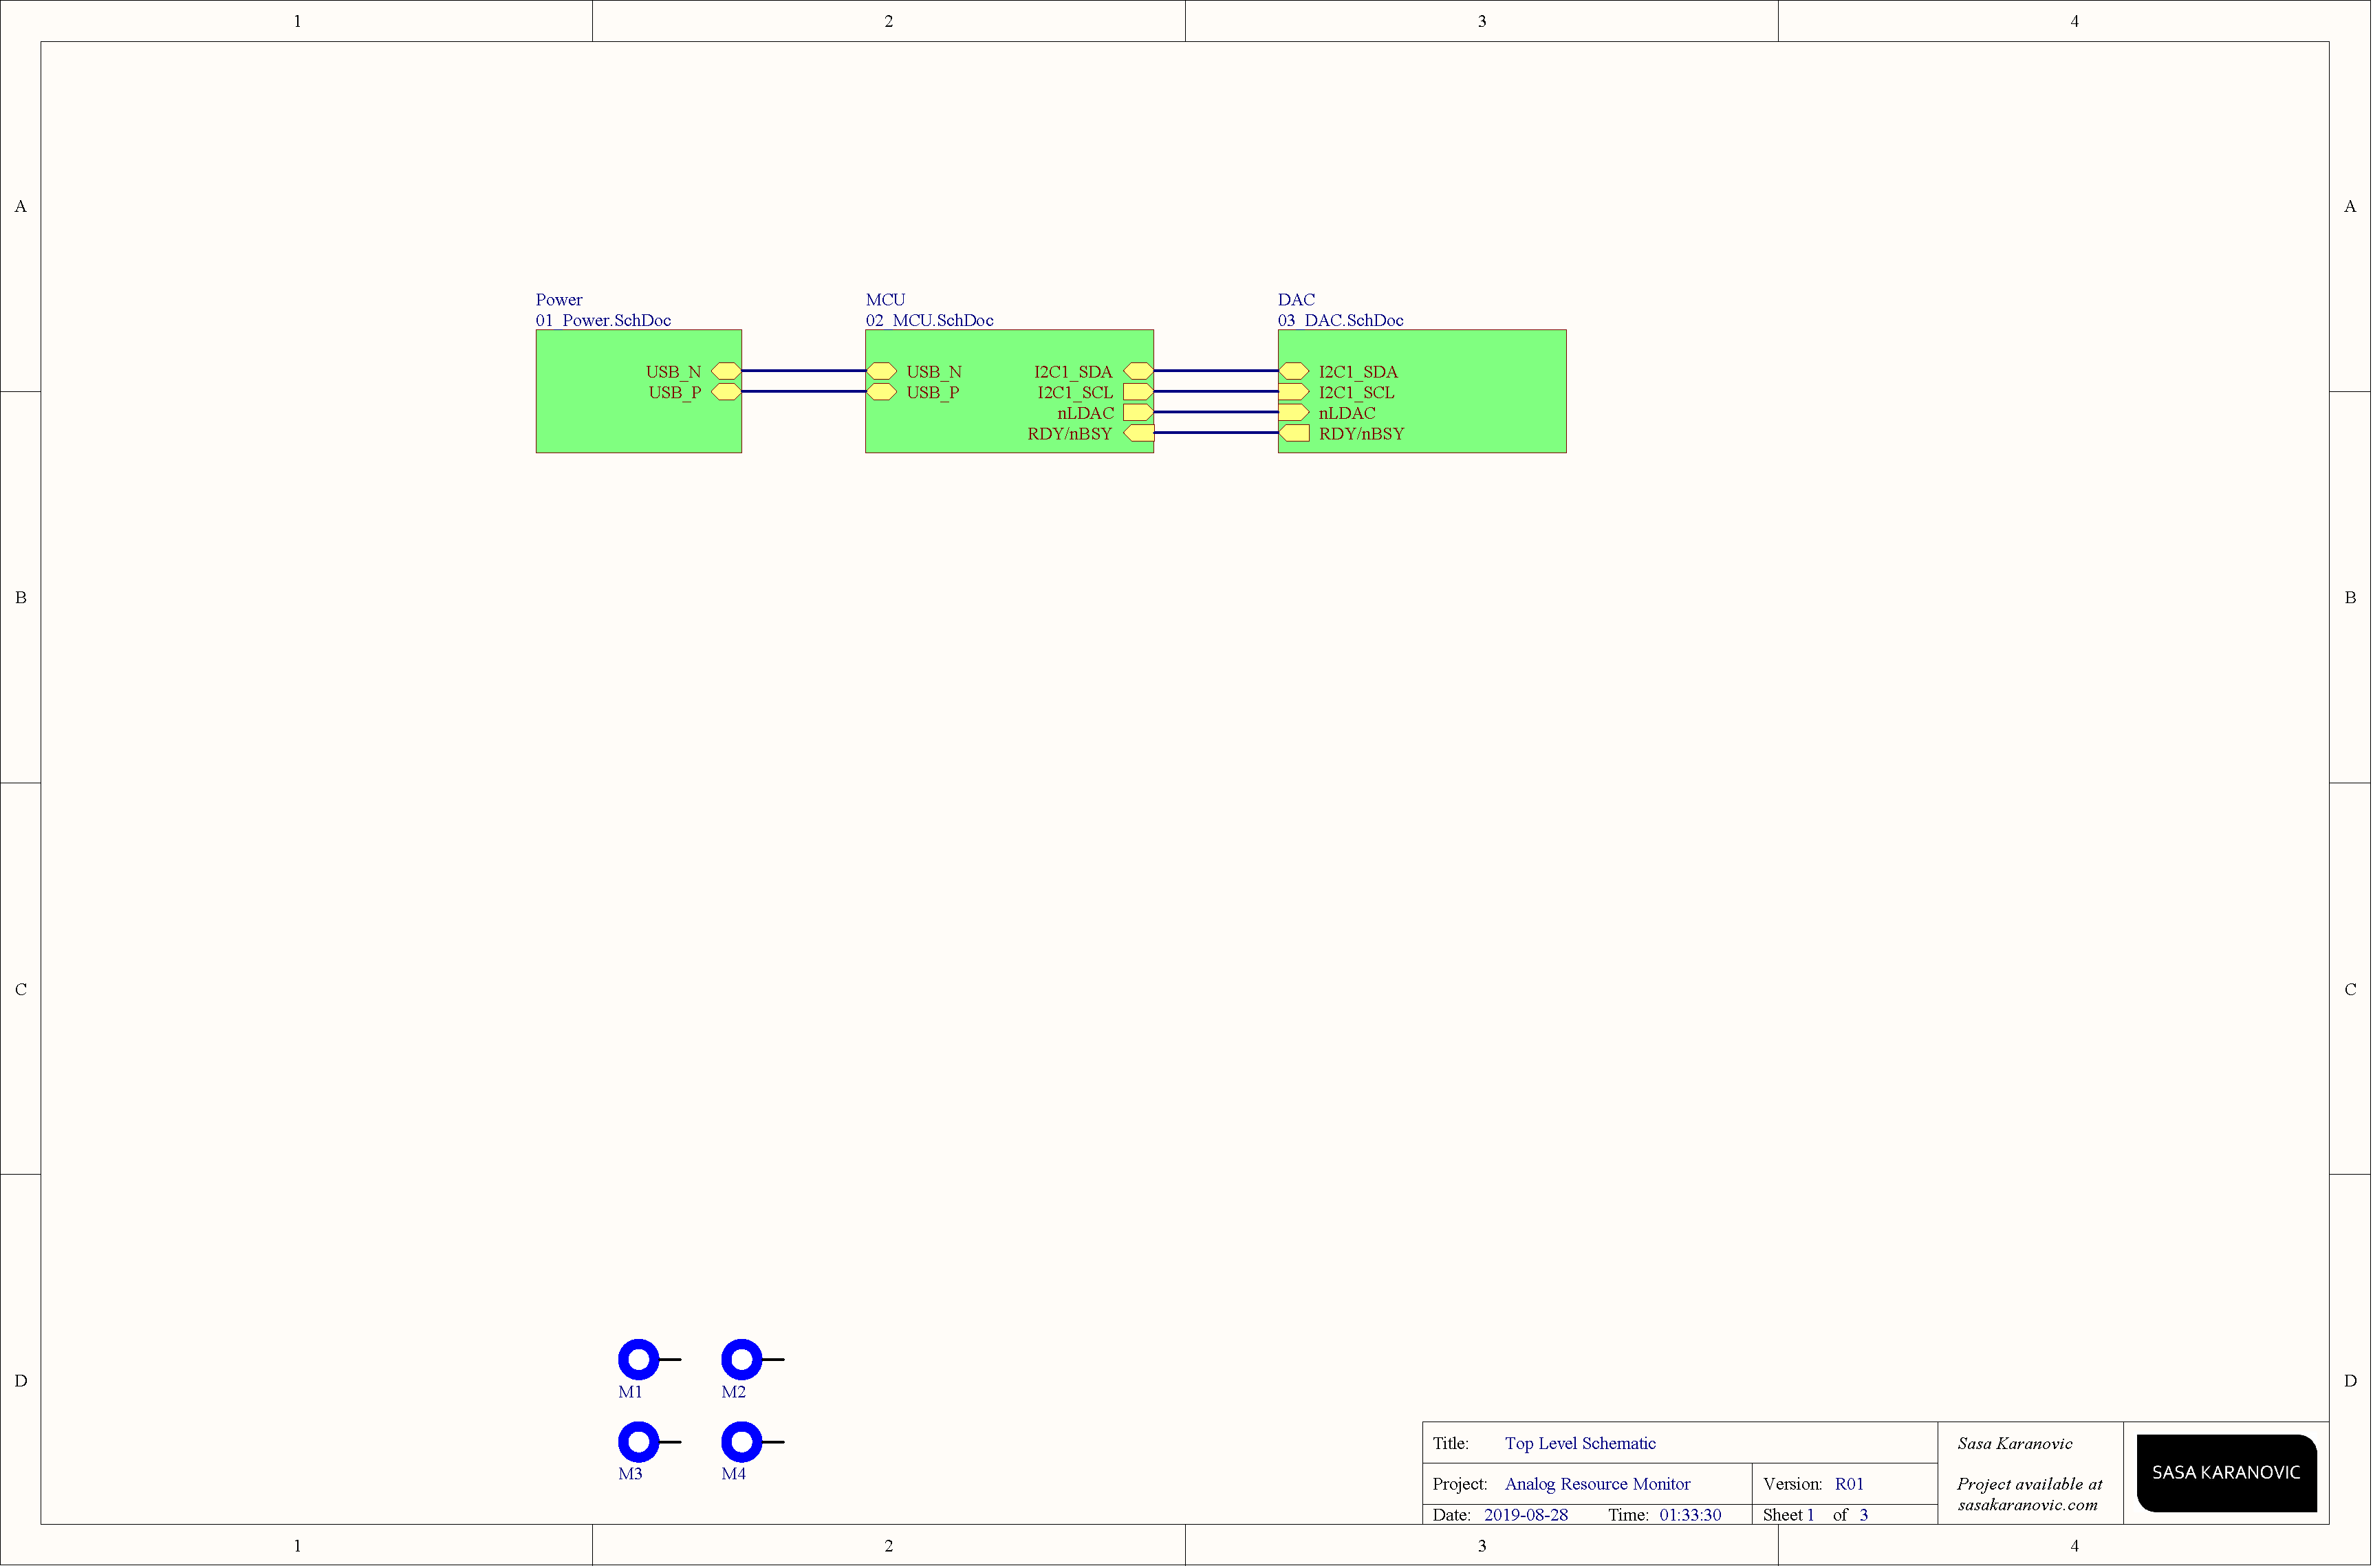 1 2 3 4
A A
Power MCU DAC
01_Power.SchDoc 02_MCU.SchDoc 03_DAC.SchDoc
USB_N USB_N I2C1_SDA I2C1_SDA
USB_P USB_P I2C1_SCL I2C1_SCL
nLDAC nLDAC
RDY/nBSY RDY/nBSY
B B
C C
D D
M1 M2
M3 M4
Title: Top Level Schematic
Project: Analog Resource Monitor Version: R01
Date: 2019-08-28 Time: 01:33:30 Sheet 1 of 3
Sasa Karanovic
Project available at
sasakaranovic.com
SASA KARANOVIC
1 2 3 4